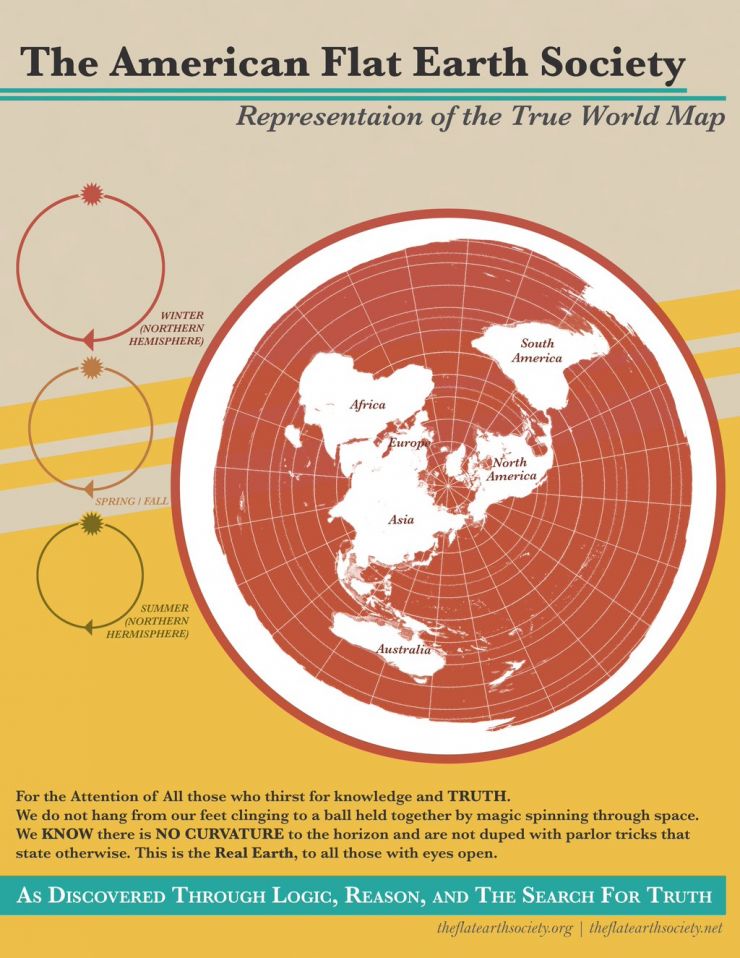 The American Flat Earth Society
Representaion of the True World Map
WINTER
(NORTHERN
HEMISPHERE)
SPRING / FALL
SUMMER
(NORTHERN
HERMISPHERE)
South
America
Africa
Europe
North
America
Asia
Australia
For the Attention of All those who thirst for knowledge and TRUTH.
We do not hang from our feet clinging to a ball held together by magic spinning through space.
We KNOW there is NO CURVATURE to the horizon and are not duped with parlor tricks that
state otherwise. This is the Real Earth, to all those with eyes open.
As Discovered Through Logic, Reason, and The Search For Truth
theflatearthsociety.org | theflatearthsociety.net